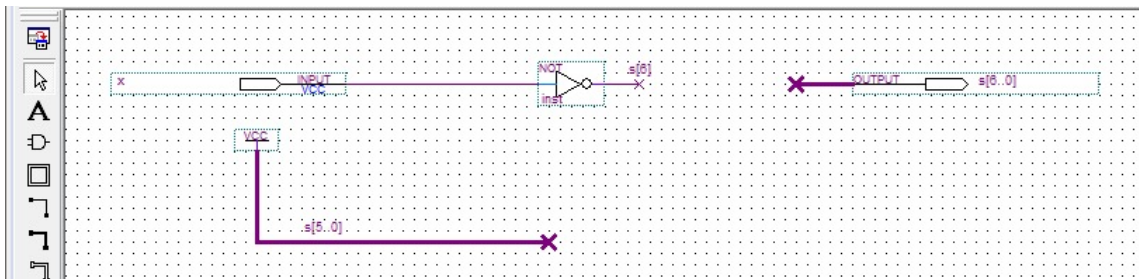 x
INPUT
VCC
NOT
inst
s[6]
OUTPUT
s[6..0]
VCC
s[5..0]
A